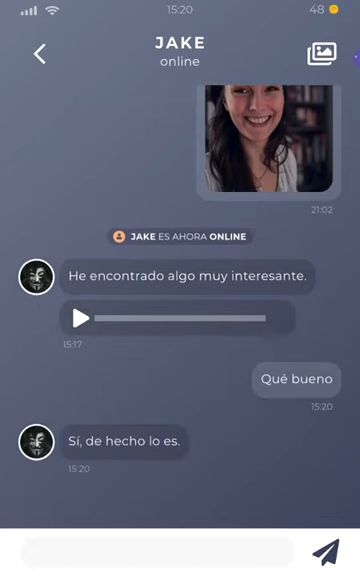 15:20
48
JAKE
online
21:02
JAKE ES AHORA ONLINE
He encontrado algo muy interesante.
15:17
Qué bueno
15:20
Sí, de hecho lo es.
15:20